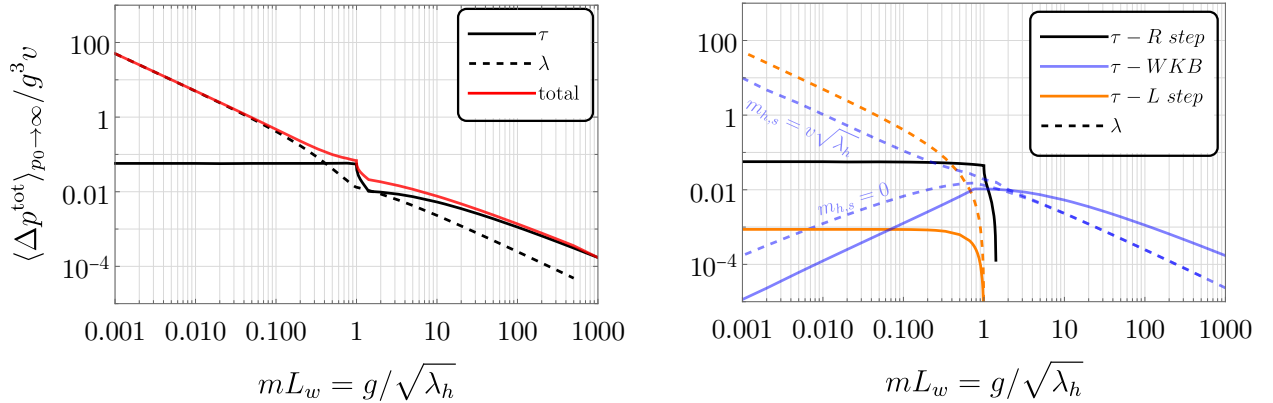 ⟨Δp^tot⟩_{p_0→∞}/g^3 v
100
1
0.01
10^{-4}
τ
λ
total
0.001 0.010 0.100 1 10 100 1000
mL_w = g/√λ_h
100
1
0.01
10^{-4}
τ − R step
τ − WKB
τ − L step
λ
m_{h,s} = v√λ_h
m_{h,s} = 0
0.001 0.010 0.100 1 10 100 1000
mL_w = g/√λ_h